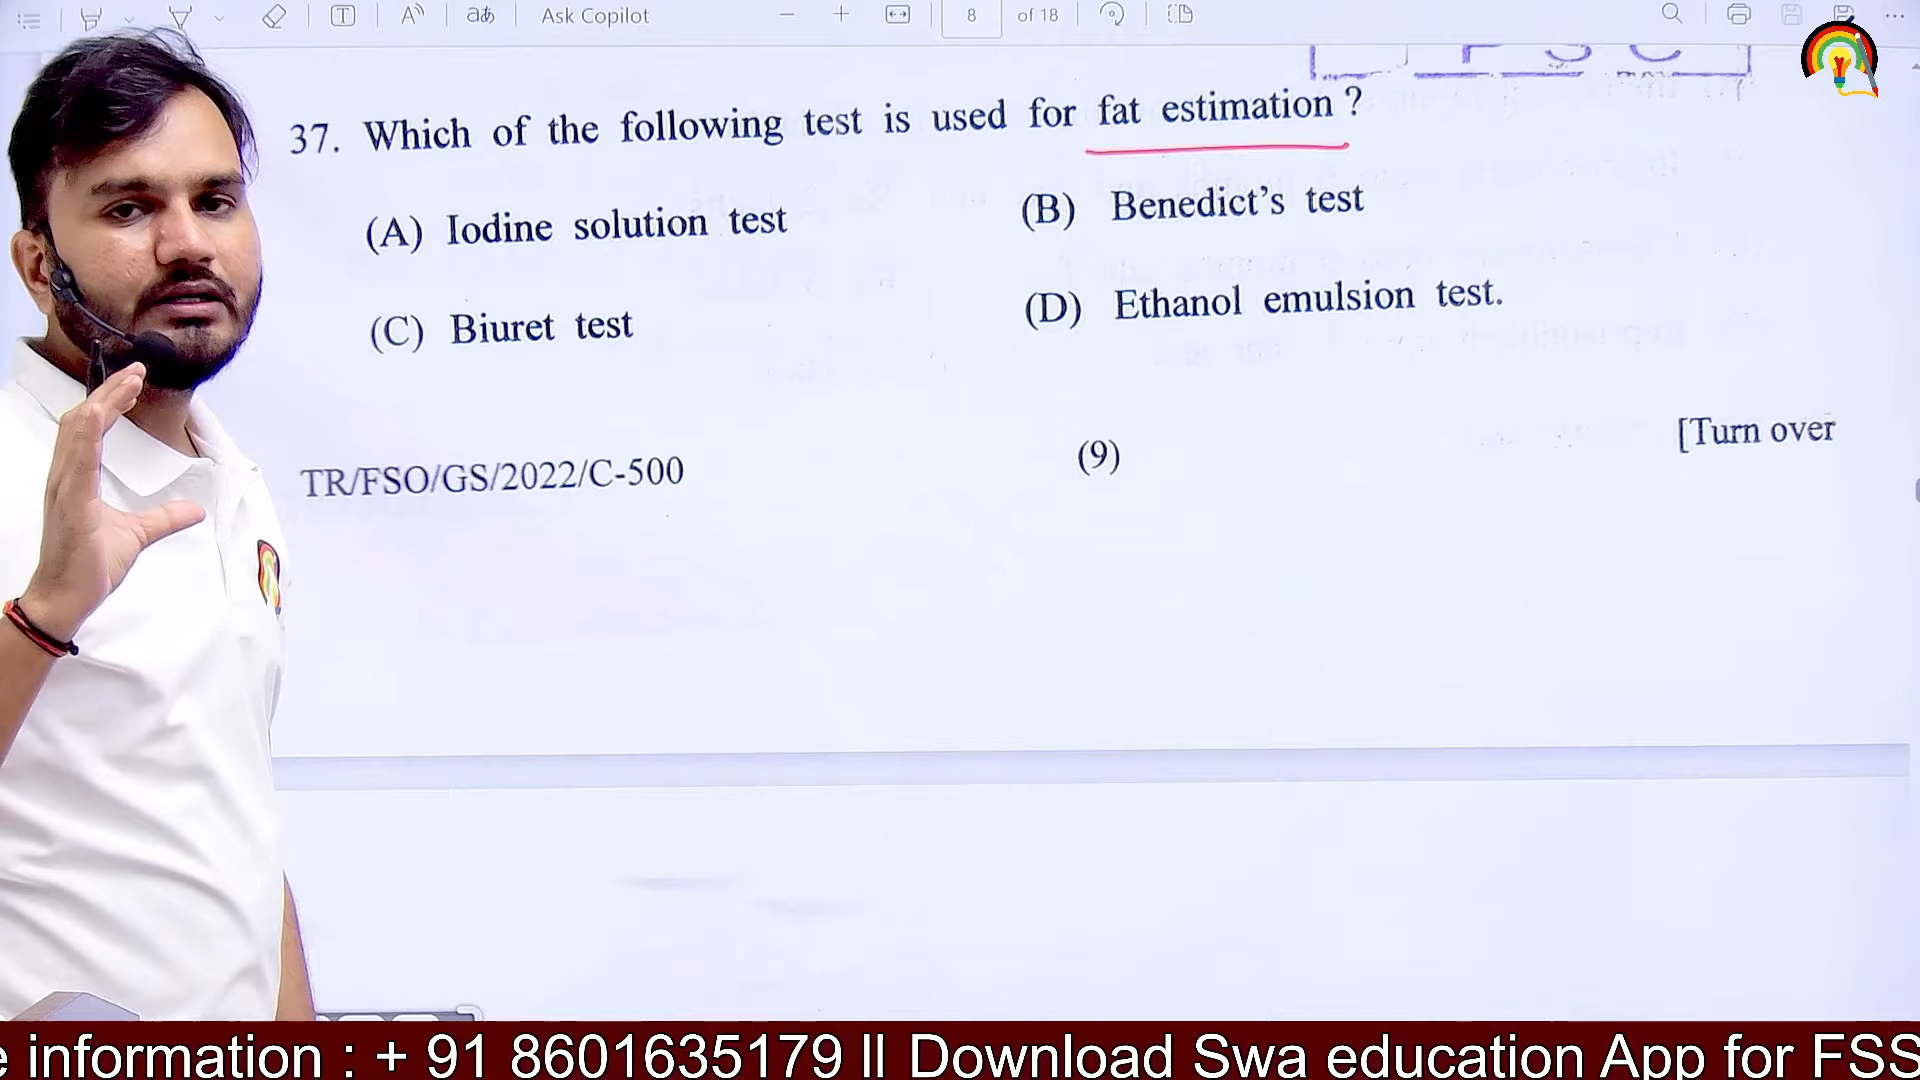 Ask Copilot
8 of 18
37. Which of the following test is used for fat estimation ?
(A) Iodine solution test
(B) Benedict's test
(C) Biuret test
(D) Ethanol emulsion test.
TR/FSO/GS/2022/C-500
(9)
[Turn over
e information : + 91 8601635179 ll Download Swa education App for FSS